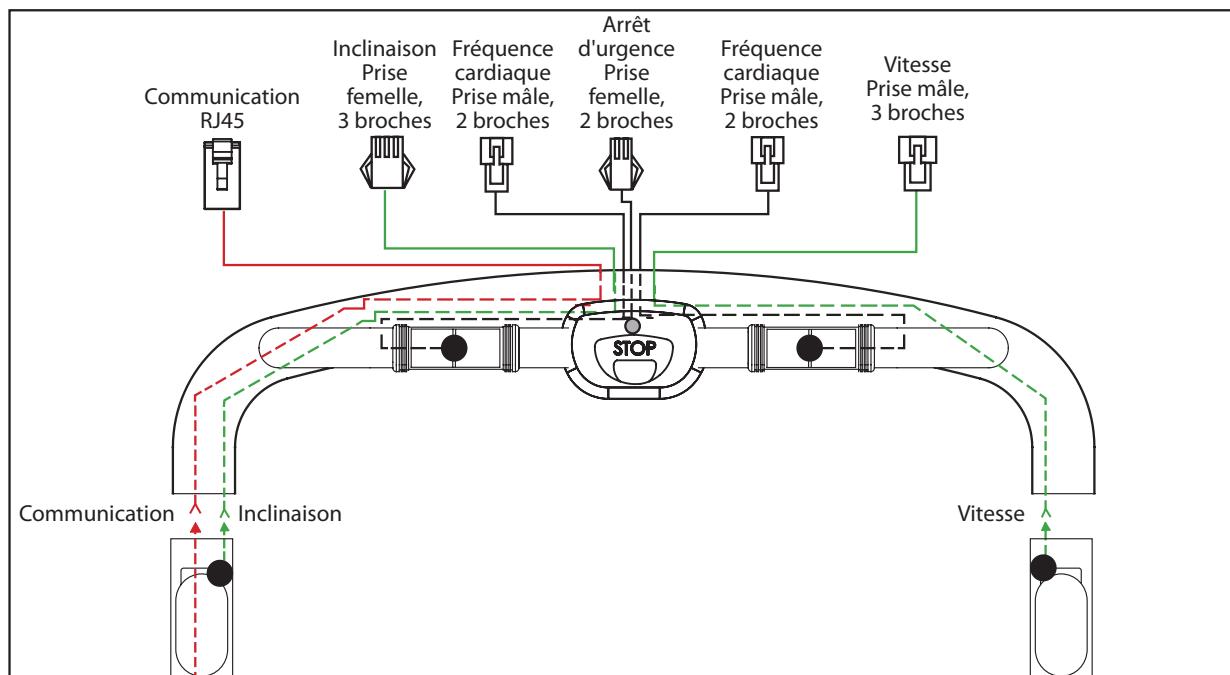 Communication
RJ45
Inclinaison
Prise
femelle,
3 broches
Fréquence
cardiaque
Prise mâle,
2 broches
Arrêt
d'urgence
Prise
femelle,
2 broches
Fréquence
cardiaque
Prise mâle,
2 broches
Vitesse
Prise mâle,
3 broches
STOP
Communication
Inclinaison
Vitesse